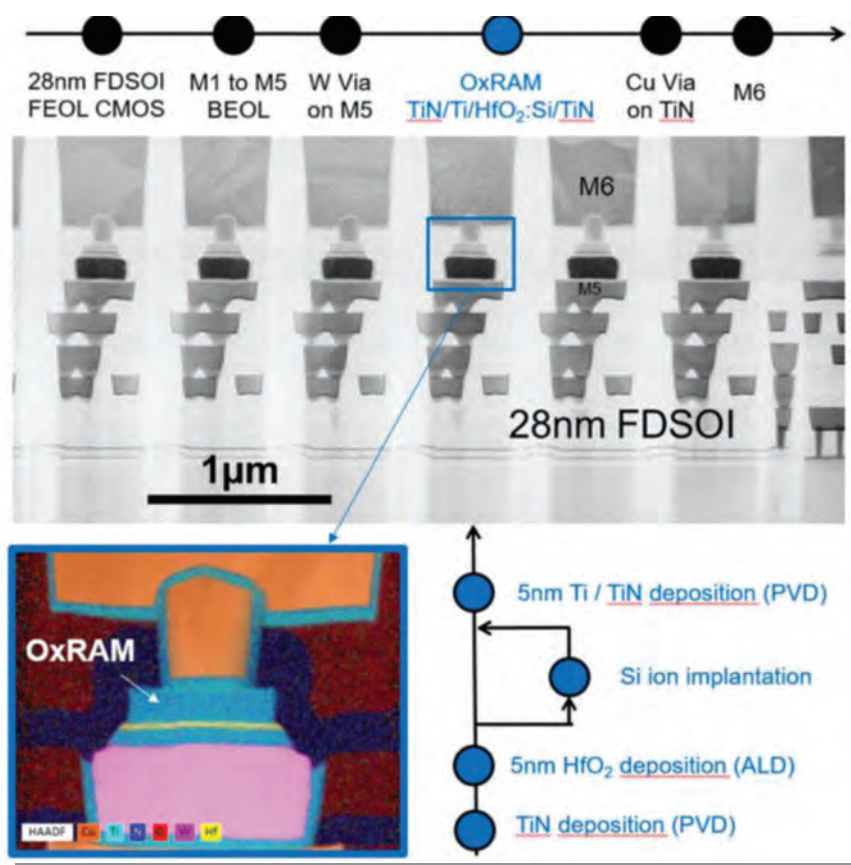 28nm FDSOI
FEOL CMOS
M1 to M5
BEOL
W Via
on M5
OxRAM
TiN/Ti/HfO₂:Si/TiN
Cu Via
on TiN
M6
M6
M5
28nm FDSOI
1µm
OxRAM
HAADF Cu Ti N O W Hf
5nm Ti / TiN deposition (PVD)
Si ion implantation
5nm HfO₂ deposition (ALD)
TiN deposition (PVD)